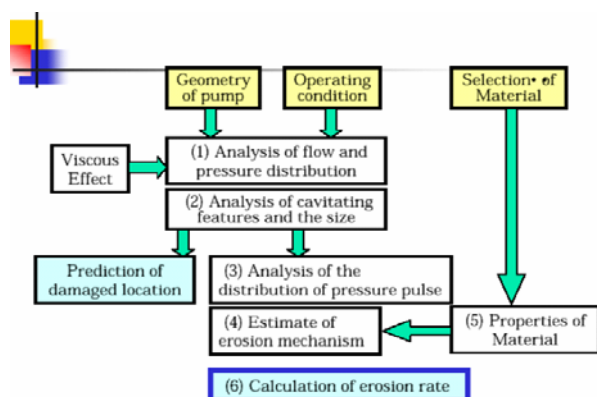 Geometry
of pump
Operating
condition
Selection• of
Material
Viscous
Effect
(1) Analysis of flow and
pressure distribution
(2) Analysis of cavitating
features and the size
Prediction of
damaged location
(3) Analysis of the
distribution of pressure pulse
(4) Estimate of
erosion mechanism
(5) Properties of
Material
(6) Calculation of erosion rate